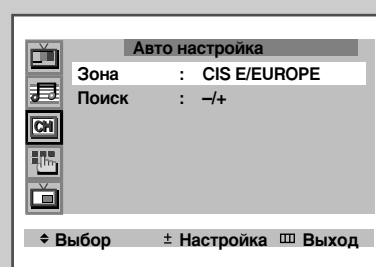 Авто настройка
Зона : CIS E/EUROPE
Поиск : –/+
CH
Выбор ± Настройка Выход